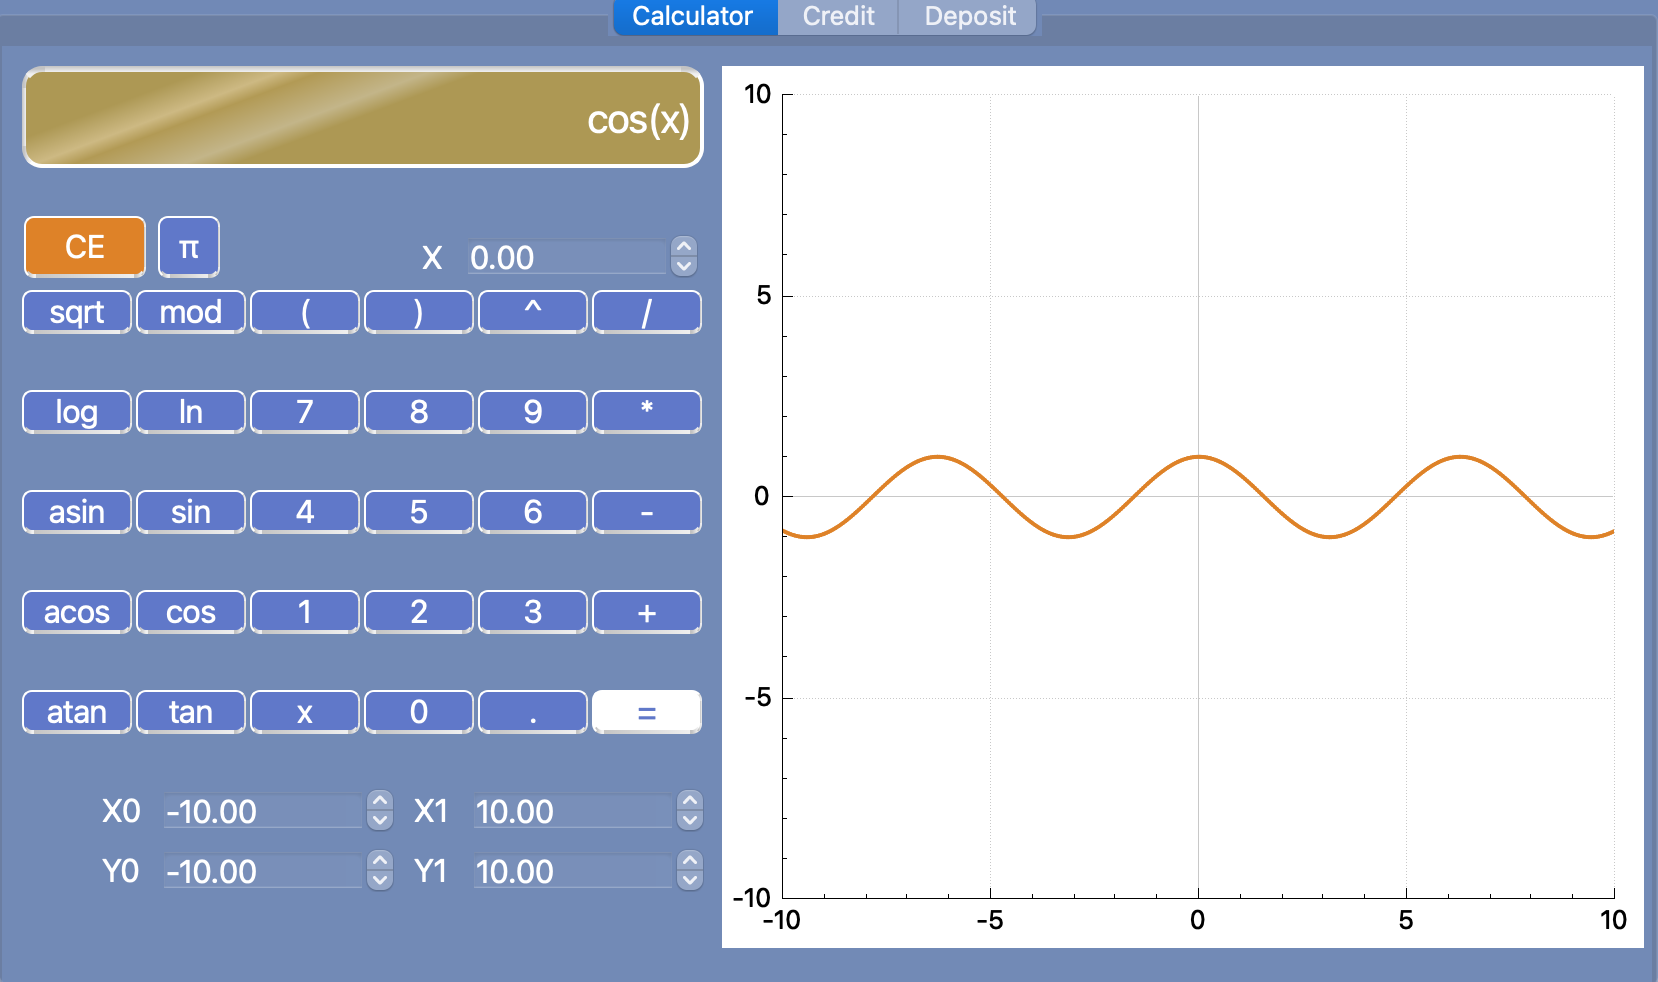 Calculator Credit Deposit
cos(x)
CE π X 0.00
sqrt mod ( ) ^ /
log ln 7 8 9 *
asin sin 4 5 6 -
acos cos 1 2 3 +
atan tan x 0 . =
X0 -10.00 X1 10.00
Y0 -10.00 Y1 10.00
10
5
0
-5
-10
-10 -5 0 5 10